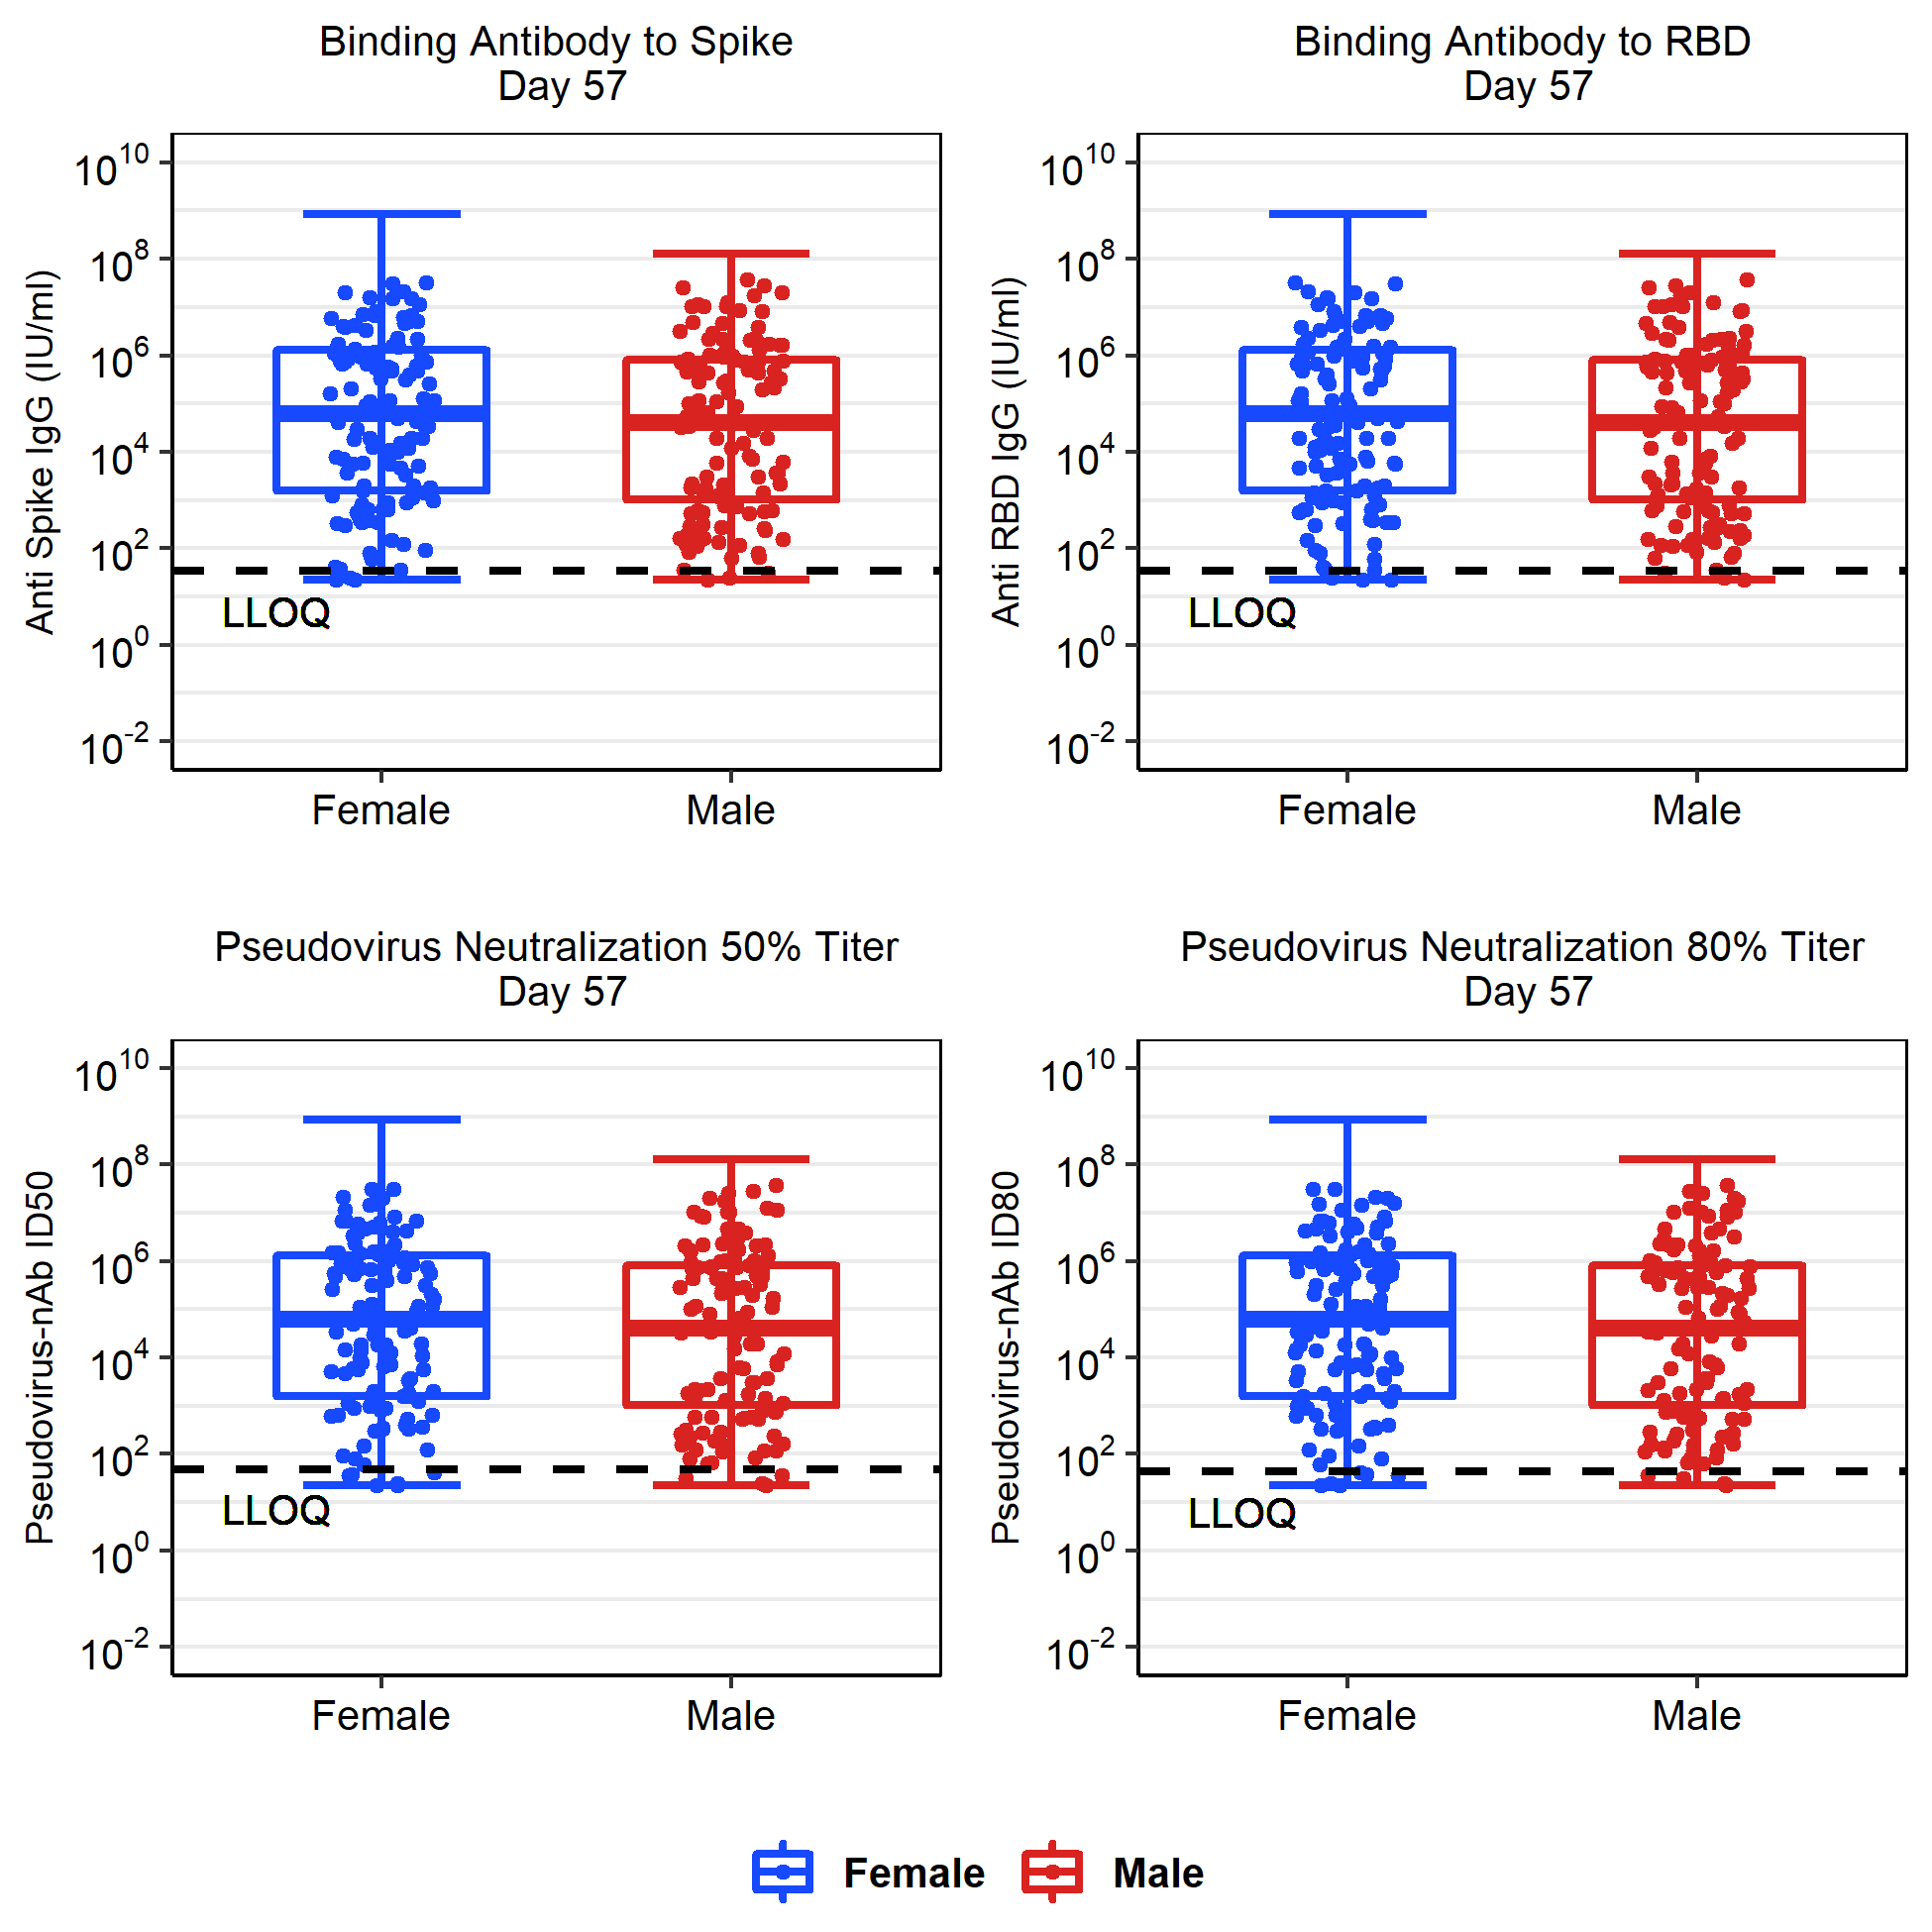 Binding Antibody to Spike
Day 57
Anti Spike IgG (IU/ml)
10^10
10^8
10^6
10^4
10^2
10^0
10^-2
LLOQ
Female
Male
Binding Antibody to RBD
Day 57
Anti RBD IgG (IU/ml)
10^10
10^8
10^6
10^4
10^2
10^0
10^-2
LLOQ
Female
Male
Pseudovirus Neutralization 50% Titer
Day 57
Pseudovirus-nAb ID50
10^10
10^8
10^6
10^4
10^2
10^0
10^-2
LLOQ
Female
Male
Pseudovirus Neutralization 80% Titer
Day 57
Pseudovirus-nAb ID80
10^10
10^8
10^6
10^4
10^2
10^0
10^-2
LLOQ
Female
Male
Female Male